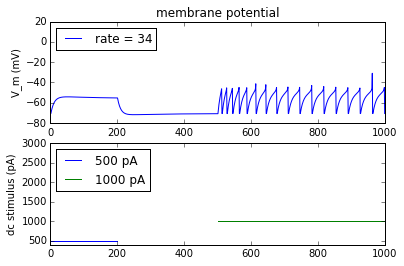 membrane potential
V_m (mV)
20
0
−20
−40
−60
−80
rate = 34
0 200 400 600 800 1000
dc stimulus (pA)
3000
2500
2000
1500
1000
500
500 pA
1000 pA
0 200 400 600 800 1000